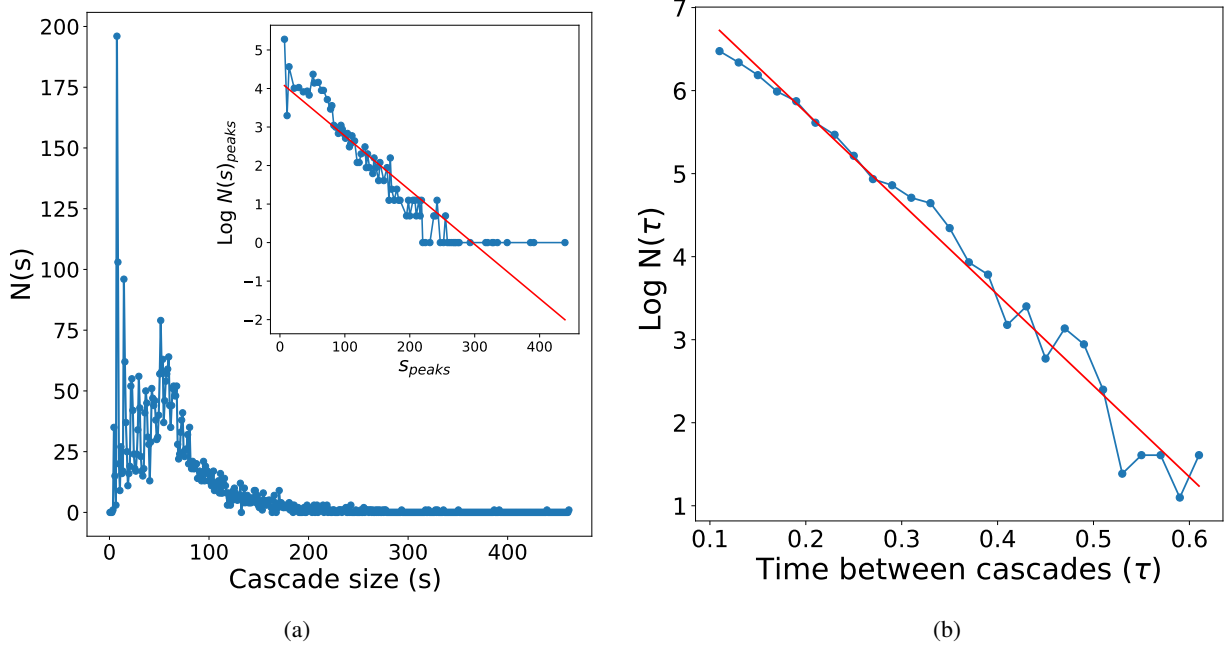 200
175
150
125
100
75
50
25
0
N(s)
0 100 200 300 400
Cascade size (s)
5
4
3
2
1
0
−1
−2
Log N(s)peaks
0 100 200 300 400
speaks
(a)
7
6
5
4
3
2
1
Log N(τ)
0.1 0.2 0.3 0.4 0.5 0.6
Time between cascades (τ)
(b)